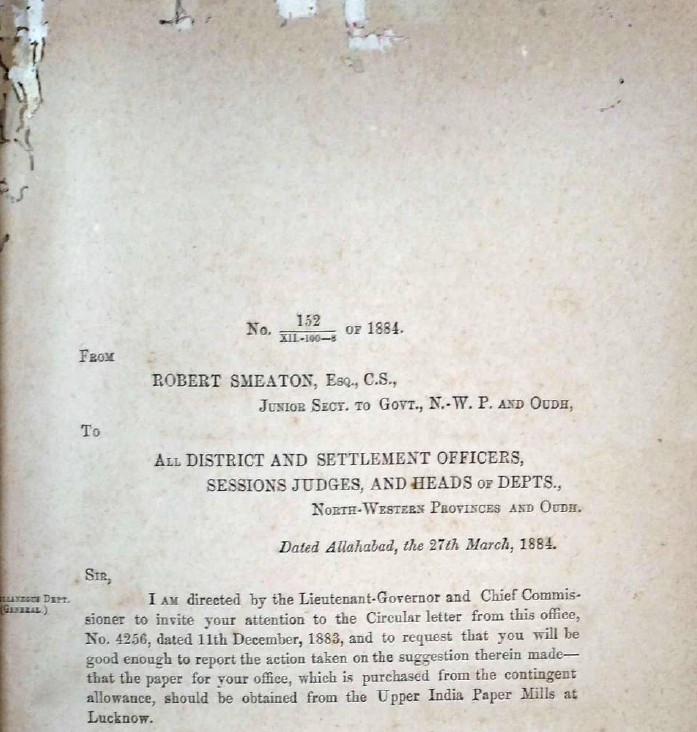 No. 152 / XII.-100—8 OF 1884.
FROM
ROBERT SMEATON, ESQ., C.S.,
JUNIOR SECY. TO GOVT., N.-W. P. AND OUDH,
To
ALL DISTRICT AND SETTLEMENT OFFICERS,
SESSIONS JUDGES, AND HEADS OF DEPTS.,
NORTH-WESTERN PROVINCES AND OUDH.
Dated Allahabad, the 27th March, 1884.
SIR,
DEPT. I AM directed by the Lieutenant-Governor and Chief Commis-
(GENERAL.) sioner to invite your attention to the Circular letter from this office,
No. 4256, dated 11th December, 1883, and to request that you will be
good enough to report the action taken on the suggestion therein made—
that the paper for your office, which is purchased from the contingent
allowance, should be obtained from the Upper India Paper Mills at
Lucknow.